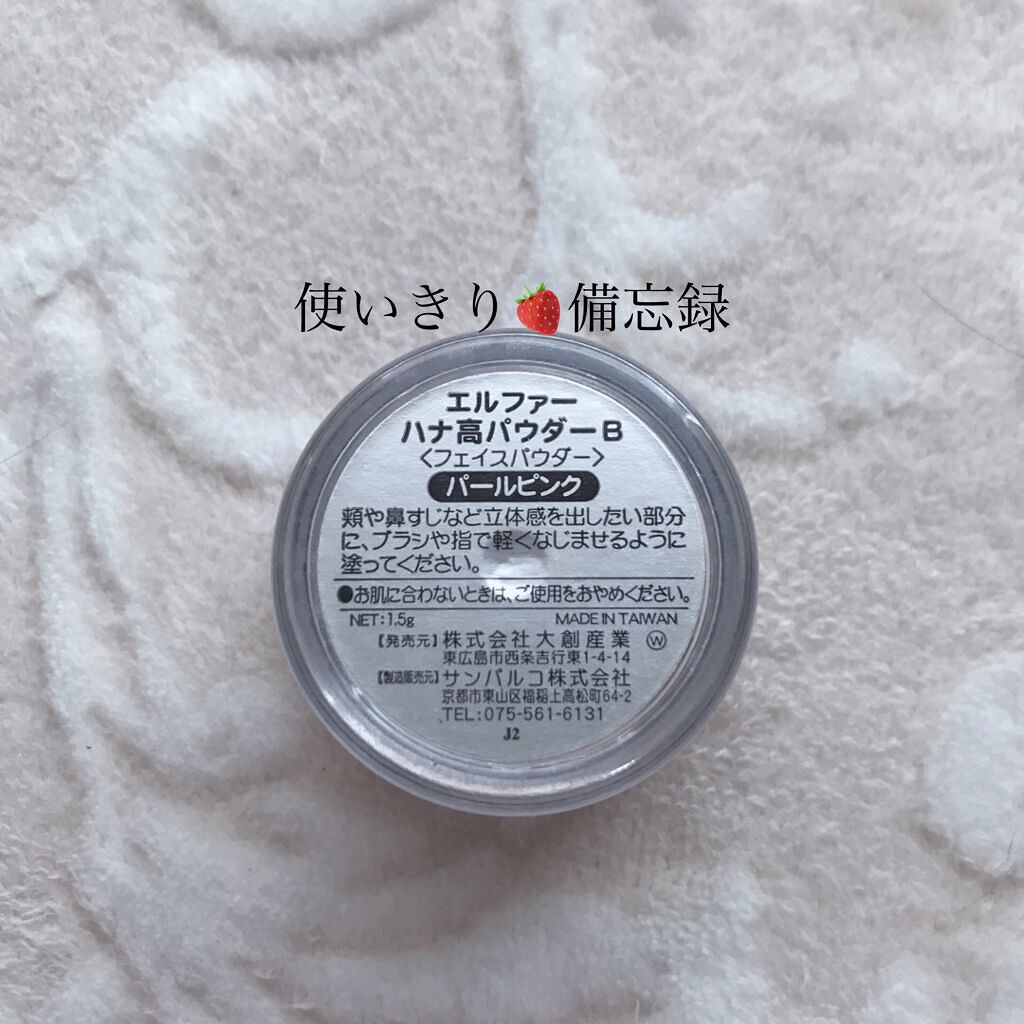 使いきり🍓備忘録
エルファー
ハナ高パウダーB
〈フェイスパウダー〉
パールピンク
頬や鼻すじなど立体感を出したい部分
に、ブラシや指で軽くなじませるように
塗ってください。
●お肌に合わないときは、ご使用をおやめください。
NET:1.5g MADE IN TAIWAN
【発売元】株式会社大創産業 Ⓦ
東広島市西条吉行東1-4-14
【製造販売元】サンパルコ株式会社
京都市東山区福稲上高松町64-2
TEL:075-561-6131
J2